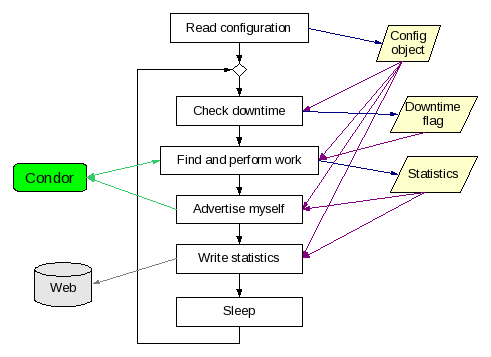 Read configuration
Config
object
Check downtime
Downtime
flag
Find and perform work
Condor
Statistics
Advertise myself
Write statistics
Web
Sleep